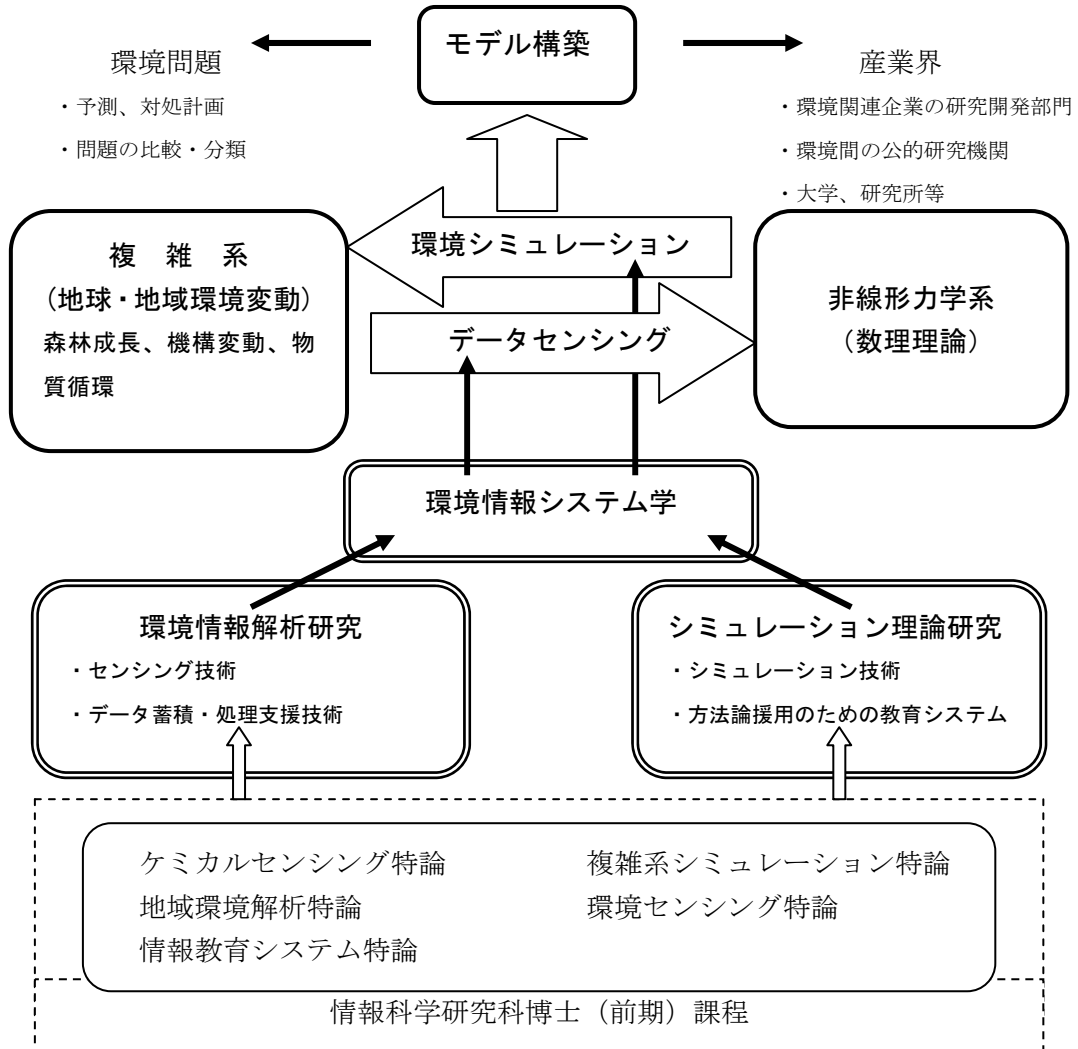 モデル構築
環境問題
・予測、対処計画
・問題の比較・分類
産業界
・環境関連企業の研究開発部門
・環境間の公的研究機関
・大学、研究所等
複 雑 系
（地球・地域環境変動）
森林成長、機構変動、物
質循環
環境シミュレーション
データセンシング
非線形力学系
（数理理論）
環境情報システム学
環境情報解析研究
・センシング技術
・データ蓄積・処理支援技術
シミュレーション理論研究
・シミュレーション技術
・方法論援用のための教育システム
ケミカルセンシング特論
地域環境解析特論
情報教育システム特論
複雑系シミュレーション特論
環境センシング特論
情報科学研究科博士（前期）課程